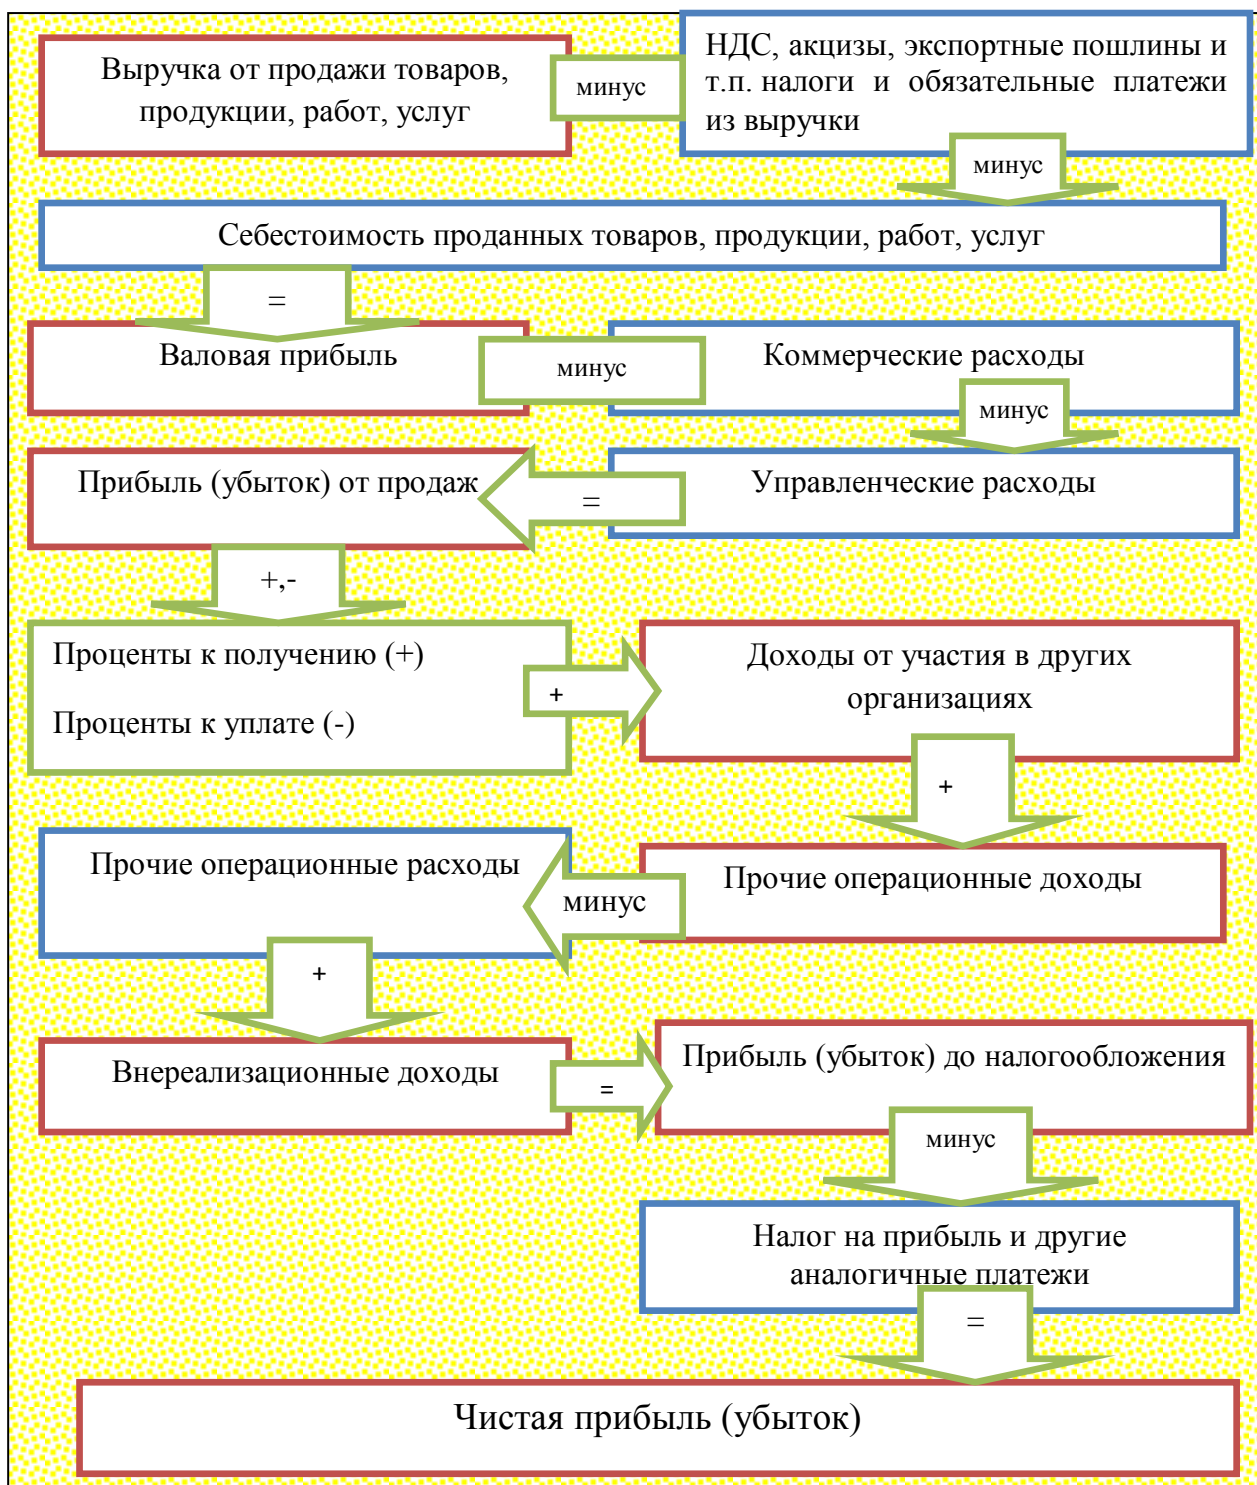 Выручка от продажи товаров,
продукции, работ, услуг
минус
НДС, акцизы, экспортные пошлины и
т.п. налоги и обязательные платежи
из выручки
минус
Себестоимость проданных товаров, продукции, работ, услуг
=
Валовая прибыль
минус
Коммерческие расходы
минус
Управленческие расходы
=
Прибыль (убыток) от продаж
+,-
Проценты к получению (+)
Проценты к уплате (-)
+
Доходы от участия в других
организациях
+
Прочие операционные доходы
минус
Прочие операционные расходы
+
Внереализационные доходы
=
Прибыль (убыток) до налогообложения
минус
Налог на прибыль и другие
аналогичные платежи
=
Чистая прибыль (убыток)